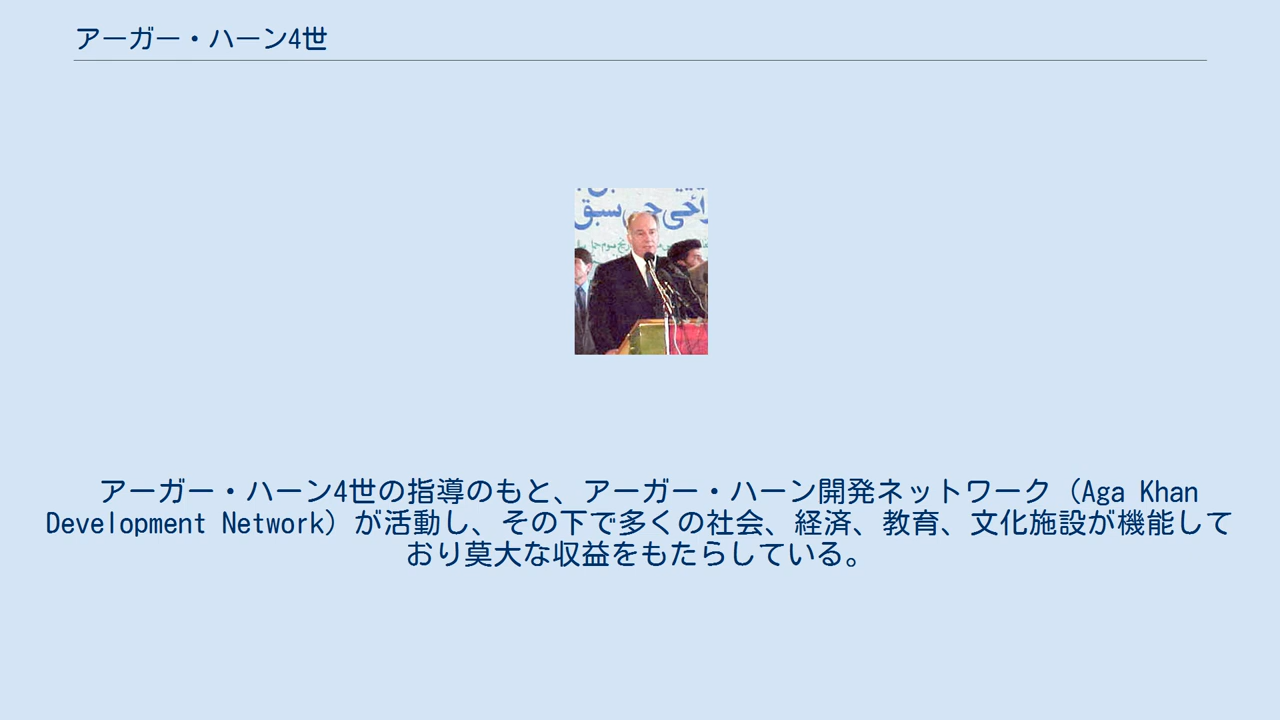 アーガー・ハーン4世
アーガー・ハーン4世の指導のもと、アーガー・ハーン開発ネットワーク（Aga Khan
Development Network）が活動し、その下で多くの社会、経済、教育、文化施設が機能して
おり莫大な収益をもたらしている。